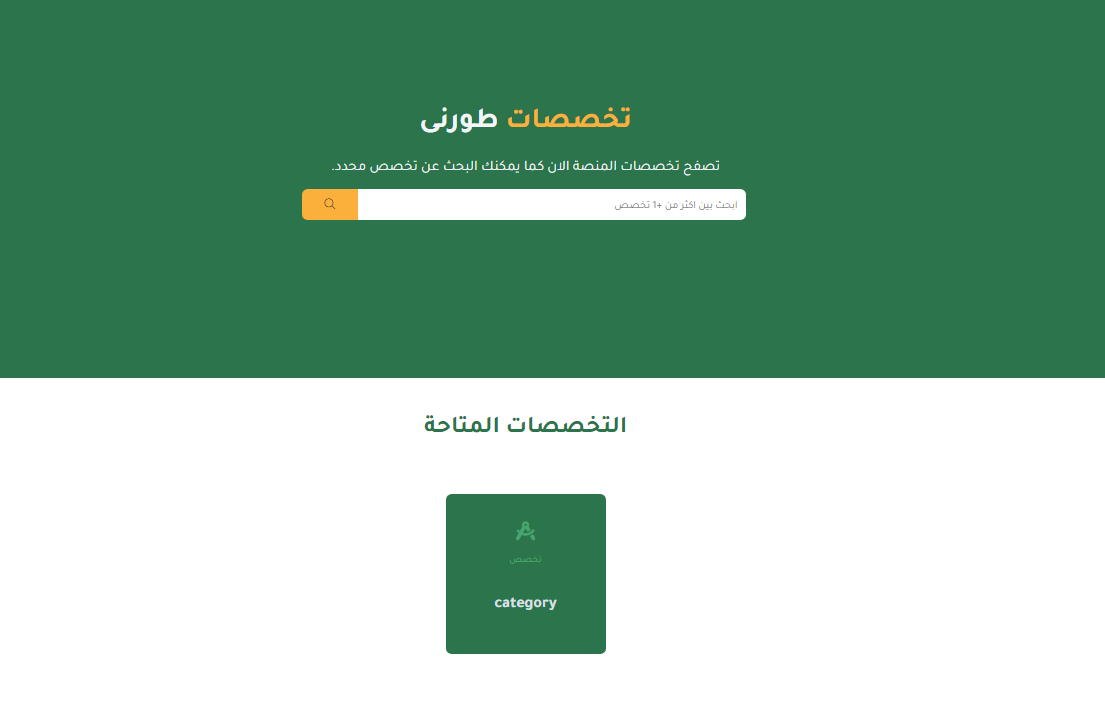 تخصصات طورنى
تصفح تخصصات المنصة الان كما يمكنك البحث عن تخصص محدد.
ابحث بين اكثر من +1 تخصص
التخصصات المتاحة
تخصص
category